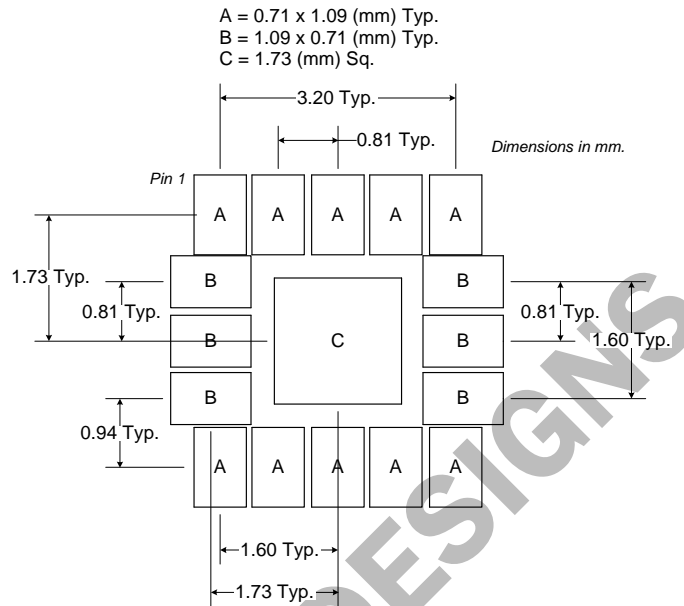 A = 0.71 x 1.09 (mm) Typ.
B = 1.09 x 0.71 (mm) Typ.
C = 1.73 (mm) Sq.
3.20 Typ.
0.81 Typ.
Dimensions in mm.
Pin 1
A A A A A
1.73 Typ.
B B
0.81 Typ. 0.81 Typ.
B C B
1.60 Typ.
B B
0.94 Typ.
A A A A A
1.60 Typ.
1.73 Typ.
DESIGNS